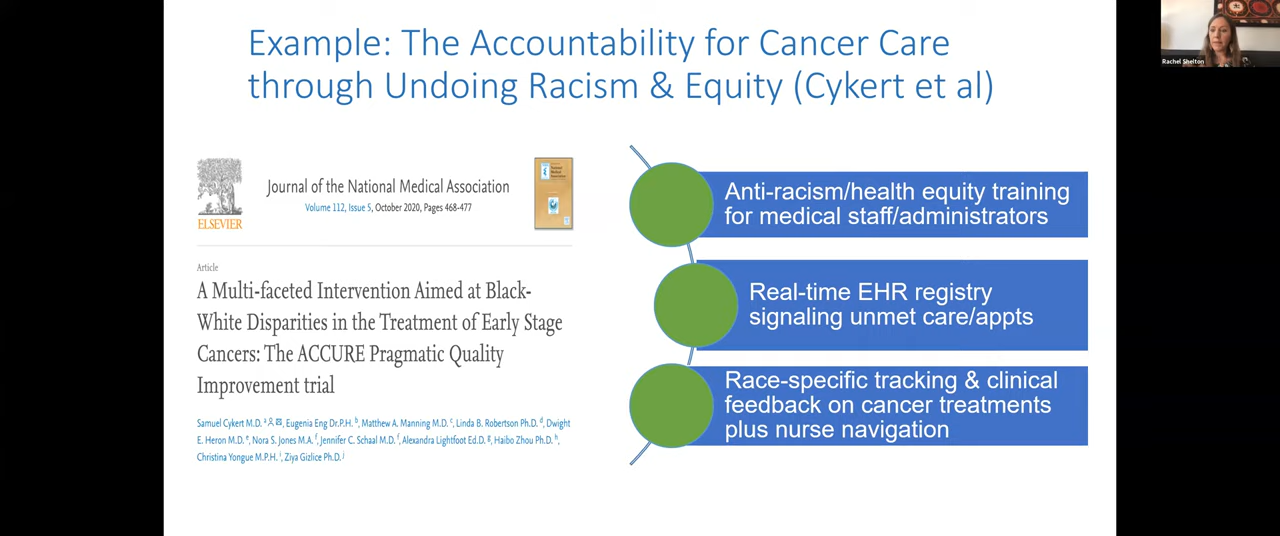 Example: The Accountability for Cancer Care
through Undoing Racism & Equity (Cykert et al)
Rachel Shelton
ELSEVIER
Journal of the National Medical Association
Volume 112, Issue 5, October 2020, Pages 468-477
Article
A Multi-faceted Intervention Aimed at Black-
White Disparities in the Treatment of Early Stage
Cancers: The ACCURE Pragmatic Quality
Improvement trial
Samuel Cykert M.D. a, Eugenia Eng Dr.P.H. b, Matthew A. Manning M.D. c, Linda B. Robertson Ph.D. d, Dwight
E. Heron M.D. e, Nora S. Jones M.A. f, Jennifer C. Schaal M.D. f, Alexandra Lightfoot Ed.D. g, Haibo Zhou Ph.D. h,
Christina Yongue M.P.H. i, Ziya Gizlice Ph.D. j
Anti-racism/health equity training
for medical staff/administrators
Real-time EHR registry
signaling unmet care/appts
Race-specific tracking & clinical
feedback on cancer treatments
plus nurse navigation